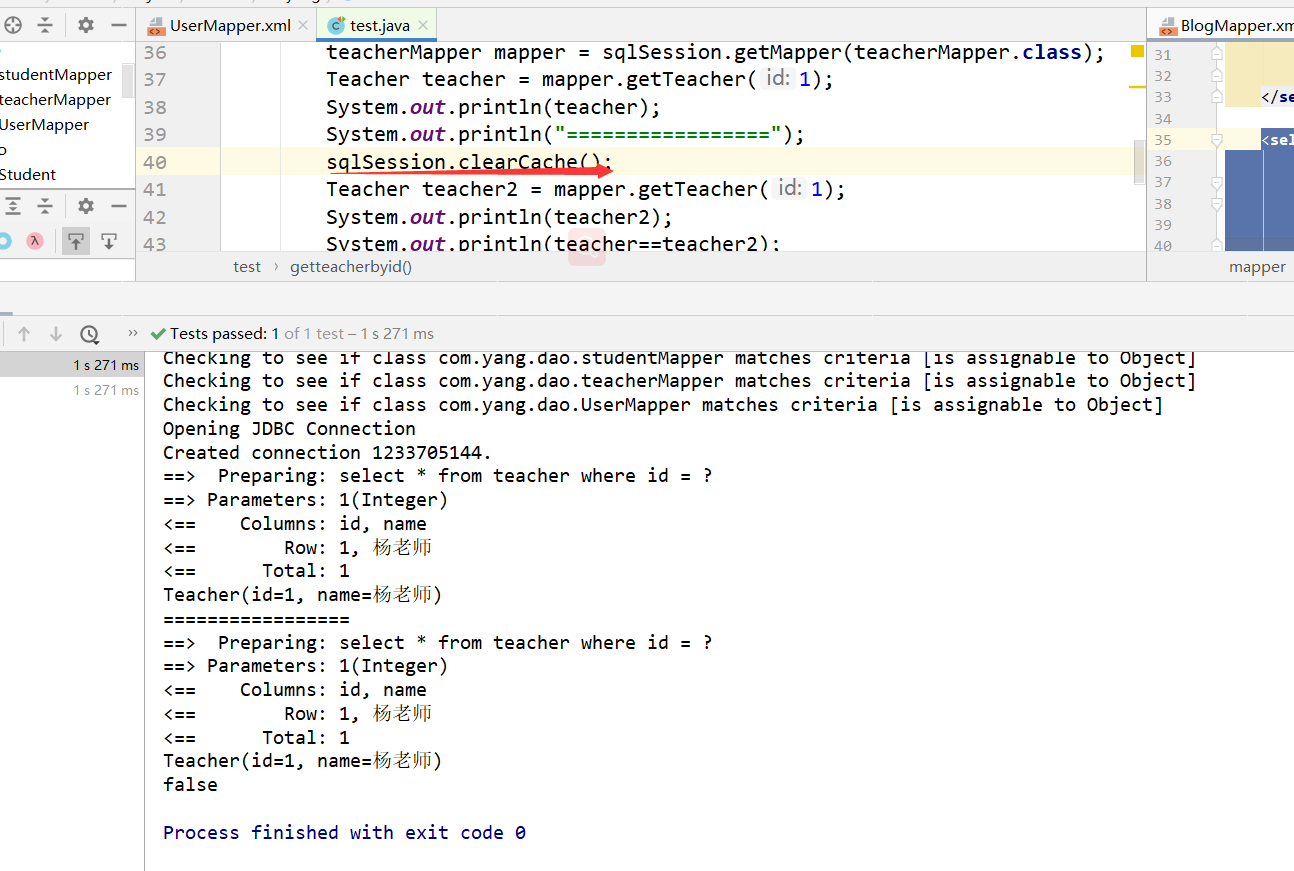 UserMapper.xml
test.java
BlogMapper.xm
studentMapper
teacherMapper
UserMapper
o
Student
36 teacherMapper mapper = sqlSession.getMapper(teacherMapper.class);
37 Teacher teacher = mapper.getTeacher( id: 1);
38 System.out.println(teacher);
39 System.out.println("=================");
40 sqlSession.clearCache();
41 Teacher teacher2 = mapper.getTeacher( id: 1);
42 System.out.println(teacher2);
43 System.out.println(teacher==teacher2);
test › getteacherbyid()
31
32
33 </se
34
35 <sel
36
37
38
39
40
mapper
λ
» Tests passed: 1 of 1 test – 1 s 271 ms
1 s 271 ms
1 s 271 ms
Checking to see if class com.yang.dao.studentMapper matches criteria [is assignable to Object]
Checking to see if class com.yang.dao.teacherMapper matches criteria [is assignable to Object]
Checking to see if class com.yang.dao.UserMapper matches criteria [is assignable to Object]
Opening JDBC Connection
Created connection 1233705144.
==>  Preparing: select * from teacher where id = ?
==> Parameters: 1(Integer)
<==    Columns: id, name
<==        Row: 1, 杨老师
<==      Total: 1
Teacher(id=1, name=杨老师)
=================
==>  Preparing: select * from teacher where id = ?
==> Parameters: 1(Integer)
<==    Columns: id, name
<==        Row: 1, 杨老师
<==      Total: 1
Teacher(id=1, name=杨老师)
false
Process finished with exit code 0